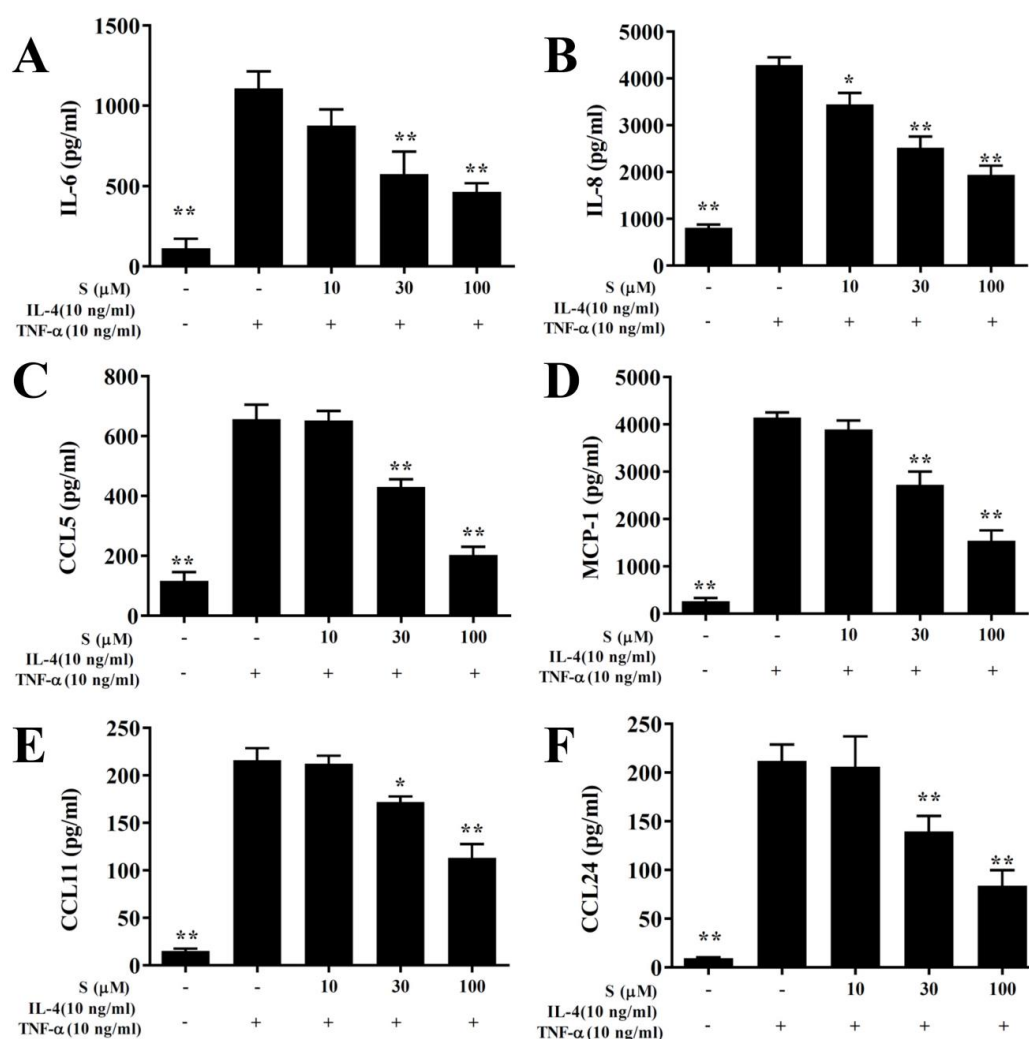 A
IL-6 (pg/ml)
1500
1000
500
0
**
**
**
S (μM) - - 10 30 100
IL-4(10 ng/ml)
TNF-α (10 ng/ml) - + + + +
B
IL-8 (pg/ml)
5000
4000
3000
2000
1000
0
**
*
**
**
S (μM) - - 10 30 100
IL-4(10 ng/ml)
TNF-α (10 ng/ml) - + + + +
C
CCL5 (pg/ml)
800
600
400
200
0
**
**
**
S (μM) - - 10 30 100
IL-4(10 ng/ml)
TNF-α (10 ng/ml) - + + + +
D
MCP-1 (pg/ml)
5000
4000
3000
2000
1000
0
**
**
**
S (μM) - - 10 30 100
IL-4(10 ng/ml)
TNF-α (10 ng/ml) - + + + +
E
CCL11 (pg/ml)
250
200
150
100
50
0
**
*
**
S (μM) - - 10 30 100
IL-4(10 ng/ml)
TNF-α (10 ng/ml) - + + + +
F
CCL24 (pg/ml)
250
200
150
100
50
0
**
**
**
S (μM) - - 10 30 100
IL-4(10 ng/ml)
TNF-α (10 ng/ml) - + + + +